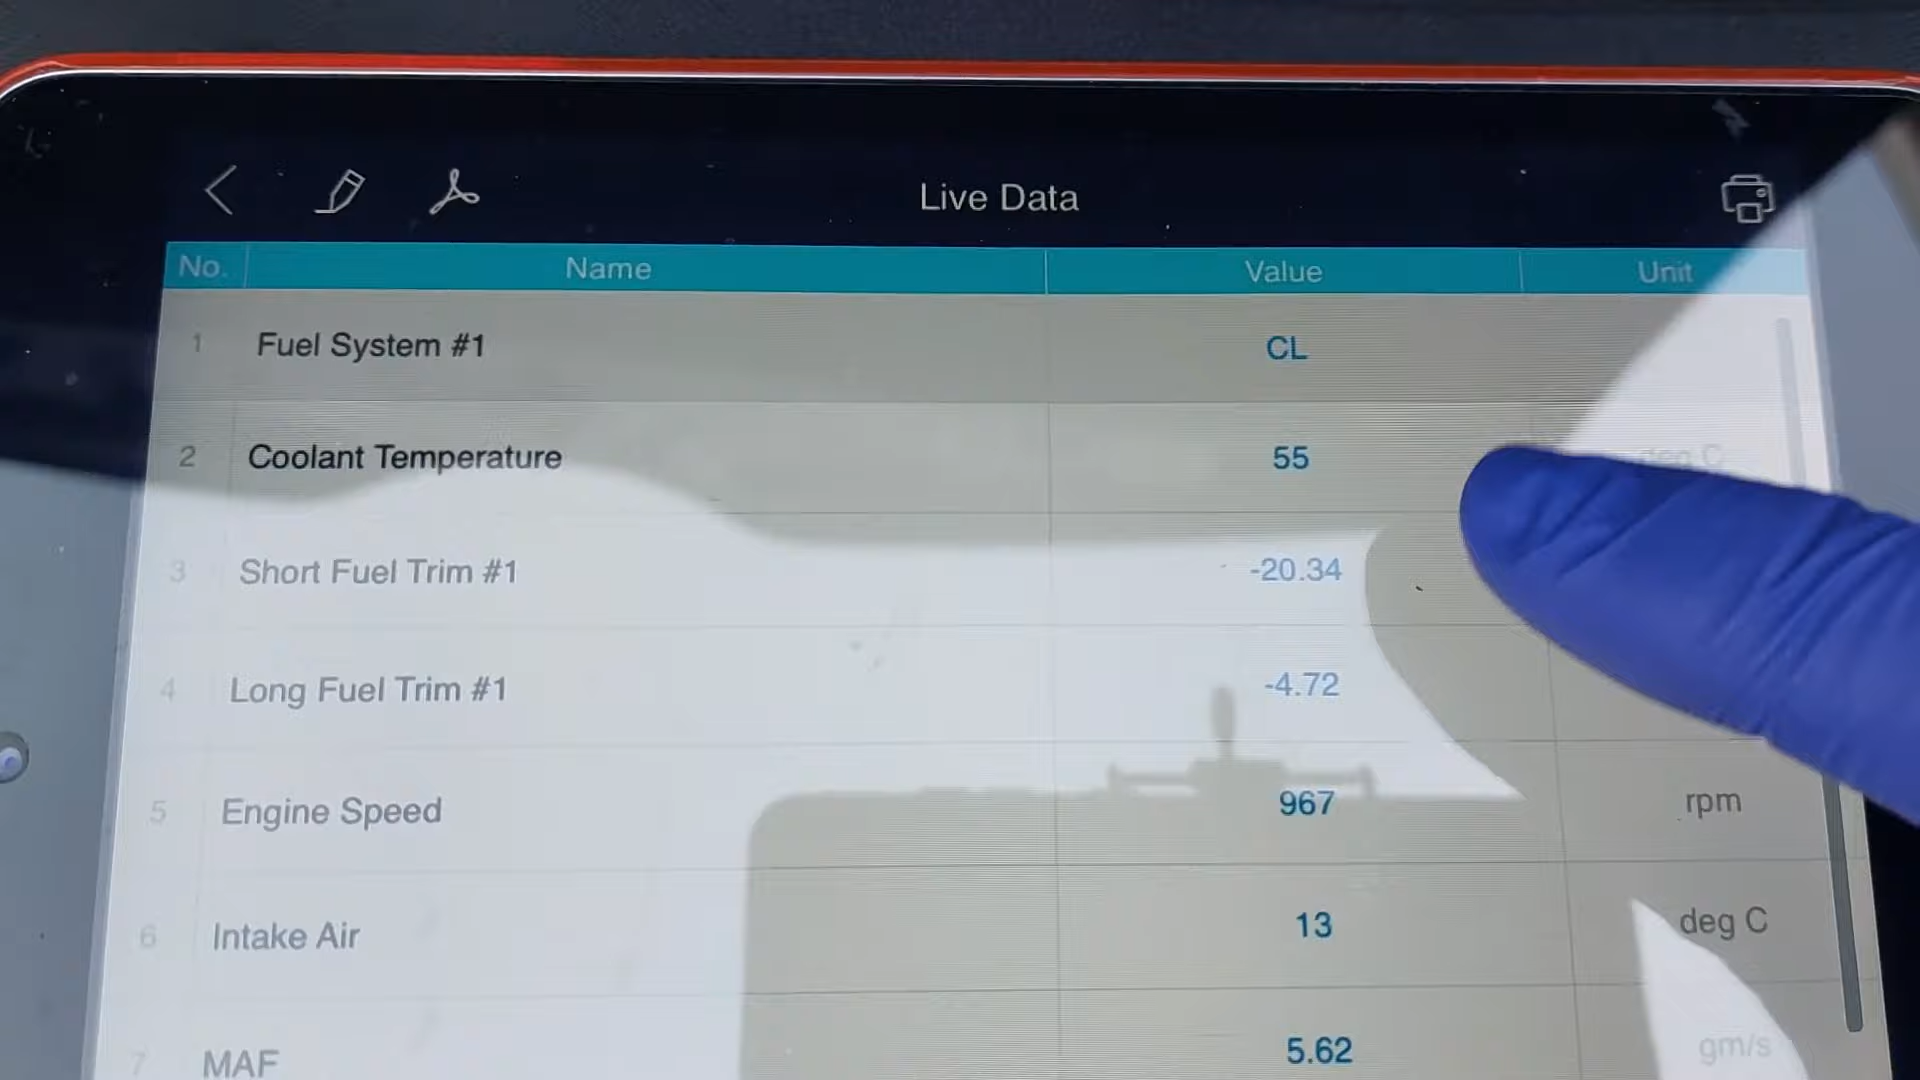 Live Data
No. Name Value Unit
1 Fuel System #1 CL
2 Coolant Temperature 55 deg C
3 Short Fuel Trim #1 -20.34
4 Long Fuel Trim #1 -4.72
5 Engine Speed 967 rpm
6 Intake Air 13 deg C
7 MAF 5.62 gm/s